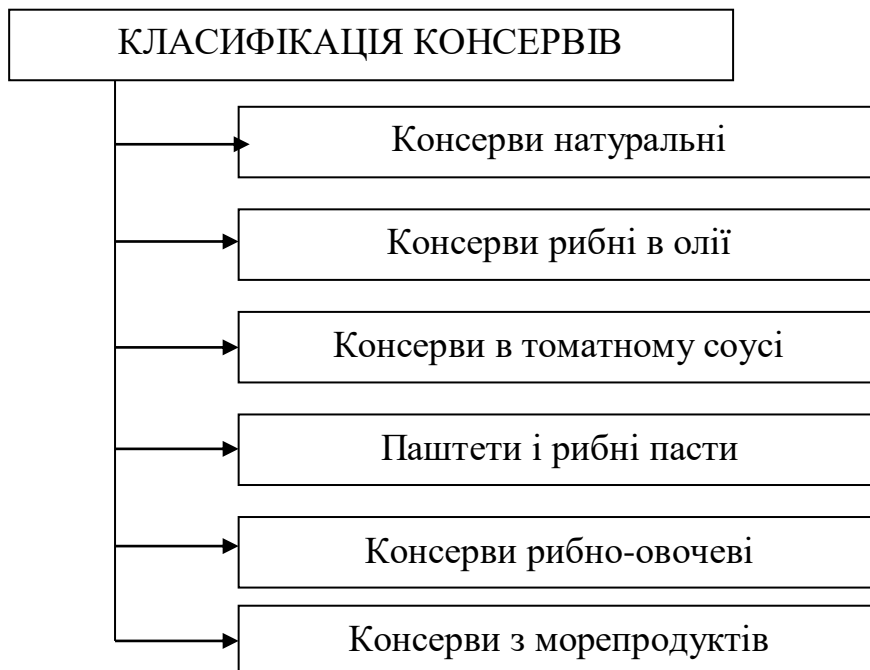 КЛАСИФІКАЦІЯ КОНСЕРВІВ
Консерви натуральні
Консерви рибні в олії
Консерви в томатному соусі
Паштети і рибні пасти
Консерви рибно-овочеві
Консерви з морепродуктів